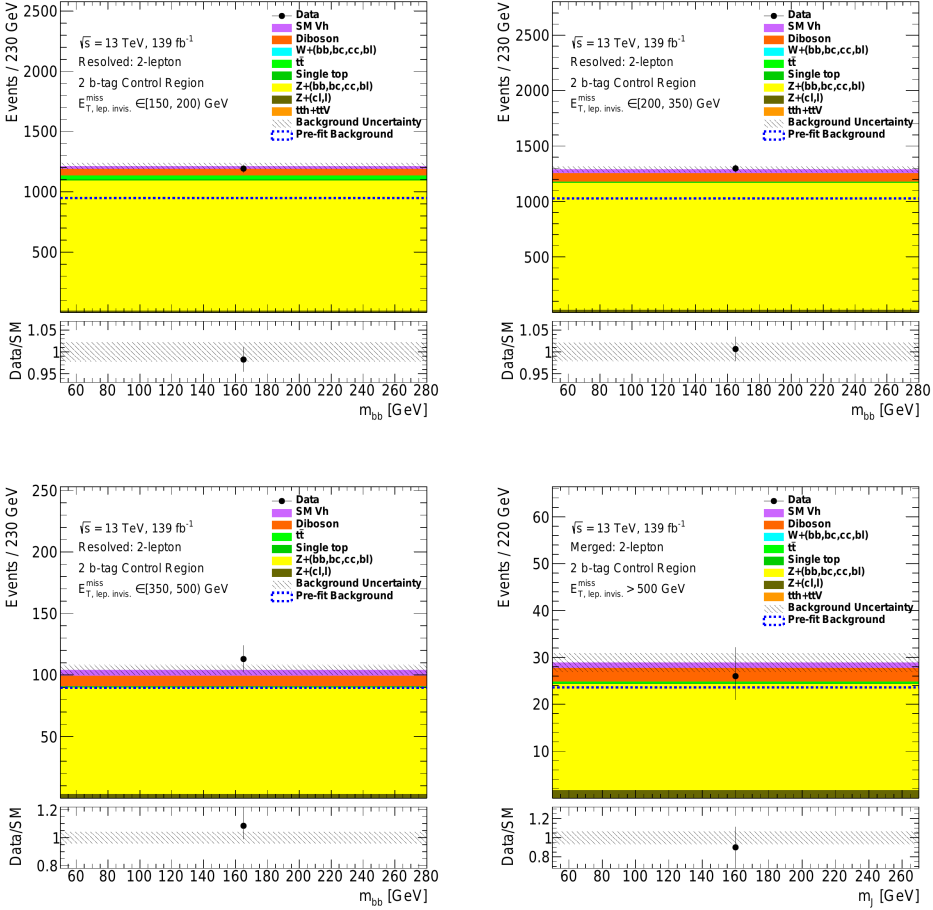 Events / 230 GeV
2500
2000
1500
1000
500
√s = 13 TeV, 139 fb⁻¹
Resolved: 2-lepton
2 b-tag Control Region
E_T, lep. invis.^miss ∈[150, 200) GeV
Data
SM Vh
Diboson
W+(bb,bc,cc,bl)
tt̄
Single top
Z+(bb,bc,cc,bl)
Z+(cl,l)
tth+ttV
Background Uncertainty
Pre-fit Background
Data/SM
1.05
1
0.95
60 80 100 120 140 160 180 200 220 240 260 280
m_bb [GeV]
Events / 230 GeV
2500
2000
1500
1000
500
√s = 13 TeV, 139 fb⁻¹
Resolved: 2-lepton
2 b-tag Control Region
E_T, lep. invis.^miss ∈[200, 350) GeV
Data
SM Vh
Diboson
W+(bb,bc,cc,bl)
tt̄
Single top
Z+(bb,bc,cc,bl)
Z+(cl,l)
tth+ttV
Background Uncertainty
Pre-fit Background
Data/SM
1.05
1
0.95
60 80 100 120 140 160 180 200 220 240 260 280
m_bb [GeV]
Events / 230 GeV
250
200
150
100
50
√s = 13 TeV, 139 fb⁻¹
Resolved: 2-lepton
2 b-tag Control Region
E_T, lep. invis.^miss ∈[350, 500) GeV
Data
SM Vh
Diboson
tt̄
Single top
Z+(bb,bc,cc,bl)
Z+(cl,l)
Background Uncertainty
Pre-fit Background
Data/SM
1.2
1
0.8
60 80 100 120 140 160 180 200 220 240 260 280
m_bb [GeV]
Events / 220 GeV
60
50
40
30
20
10
√s = 13 TeV, 139 fb⁻¹
Merged: 2-lepton
2 b-tag Control Region
E_T, lep. invis.^miss > 500 GeV
Data
SM Vh
Diboson
W+(bb,bc,cc,bl)
tt̄
Single top
Z+(bb,bc,cc,bl)
Z+(cl,l)
tth+ttV
Background Uncertainty
Pre-fit Background
Data/SM
1.2
1
0.8
60 80 100 120 140 160 180 200 220 240 260
m_J [GeV]